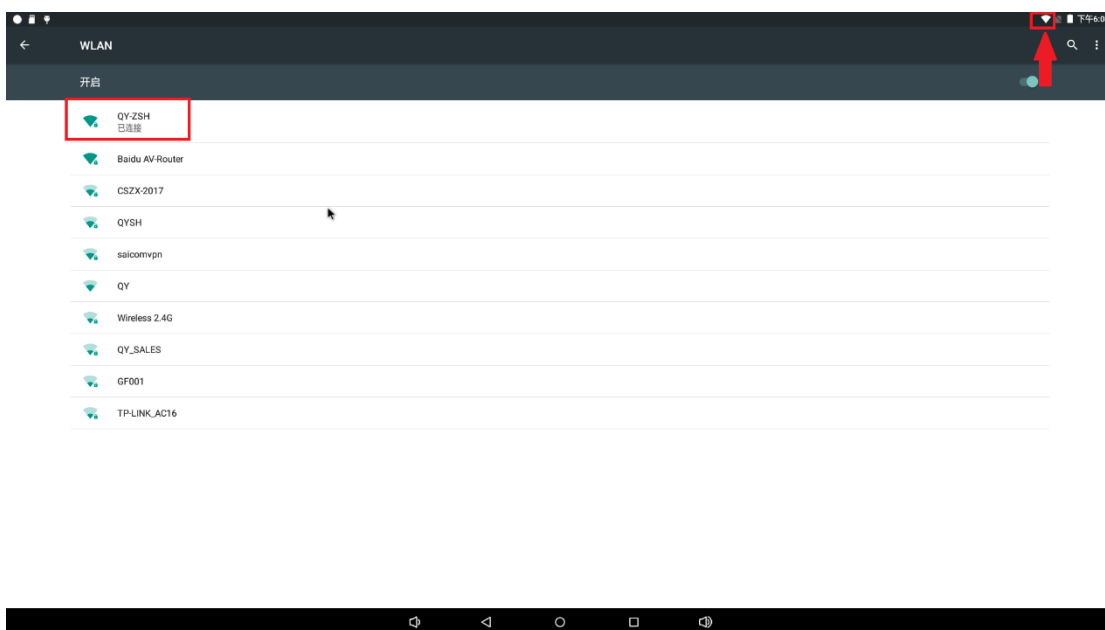 下午6:0
WLAN
开启
QY-ZSH
已连接
Baidu AV-Router
CSZX-2017
QYSH
saicomvpn
QY
Wireless 2.4G
QY_SALES
GF001
TP-LINK_AC16